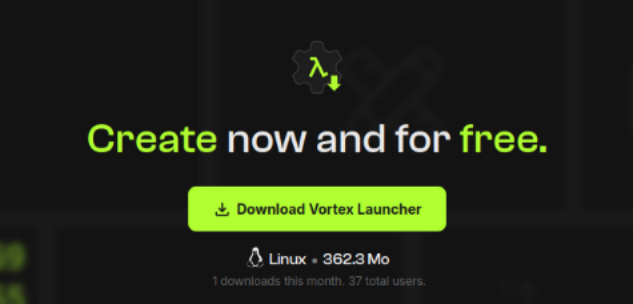 λ
Create now and for free.
Download Vortex Launcher
Linux • 362.3 Mo
1 downloads this month. 37 total users.